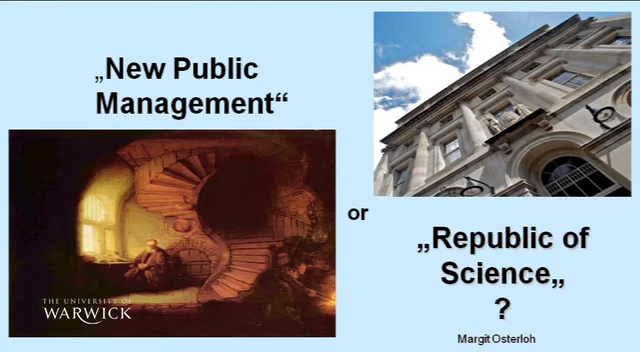 „New Public
Management“
or
„Republic of
Science„
?
THE UNIVERSITY OF
WARWICK
Margit Osterloh